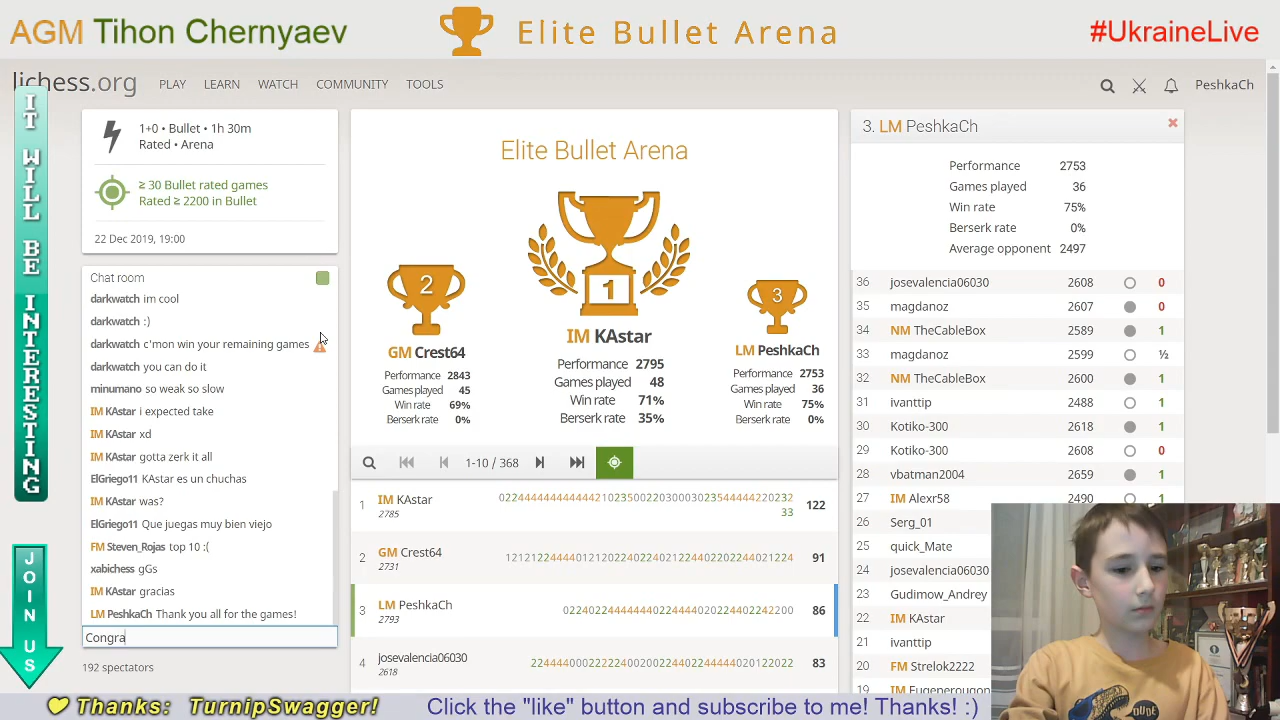 AGM Tihon Chernyaev
Elite Bullet Arena
#UkraineLive
lichess.org
PLAY
LEARN
WATCH
COMMUNITY
TOOLS
PeshkaCh
IT WILL BE INTERESTING
JOIN US
1+0 • Bullet • 1h 30m
Rated • Arena
≥ 30 Bullet rated games
Rated ≥ 2200 in Bullet
22 Dec 2019, 19:00
Chat room
darkwatch im cool
darkwatch :)
darkwatch c'mon win your remaining games
darkwatch you can do it
minumano so weak so slow
IM KAstar i expected take
IM KAstar xd
IM KAstar gotta zerk it all
ElGriego11 KAstar es un chuchas
IM KAstar was?
ElGriego11 Que juegas muy bien viejo
FM Steven_Rojas top 10 :(
xabichess gGs
IM KAstar gracias
LM PeshkaCh Thank you all for the games!
Congra
192 spectators
Elite Bullet Arena
2
GM Crest64
Performance 2843
Games played 45
Win rate 69%
Berserk rate 0%
1
IM KAstar
Performance 2795
Games played 48
Win rate 71%
Berserk rate 35%
3
LM PeshkaCh
Performance 2753
Games played 36
Win rate 75%
Berserk rate 0%
1-10 / 368
1 IM KAstar 122
2785
2 GM Crest64 91
2731
3 LM PeshkaCh 86
2793
4 josevalencia06030 83
2618
3. LM PeshkaCh
Performance 2753
Games played 36
Win rate 75%
Berserk rate 0%
Average opponent 2497
36 josevalencia06030 2608 0
35 magdanoz 2607 0
34 NM TheCableBox 2589 1
33 magdanoz 2599 ½
32 NM TheCableBox 2600 1
31 ivanttip 2488 1
30 Kotiko-300 2618 1
29 Kotiko-300 2608 0
28 vbatman2004 2659 1
27 IM Alexr58 2490 1
26 Serg_01
25 quick_Mate
24 josevalencia06030
23 Gudimow_Andrey
22 IM KAstar
21 ivanttip
20 FM Strelok2222
19 IM Eugeneperougon
DUDE
Thanks: TurnipSwagger!
Click the "like" button and subscribe to me! Thanks! :)